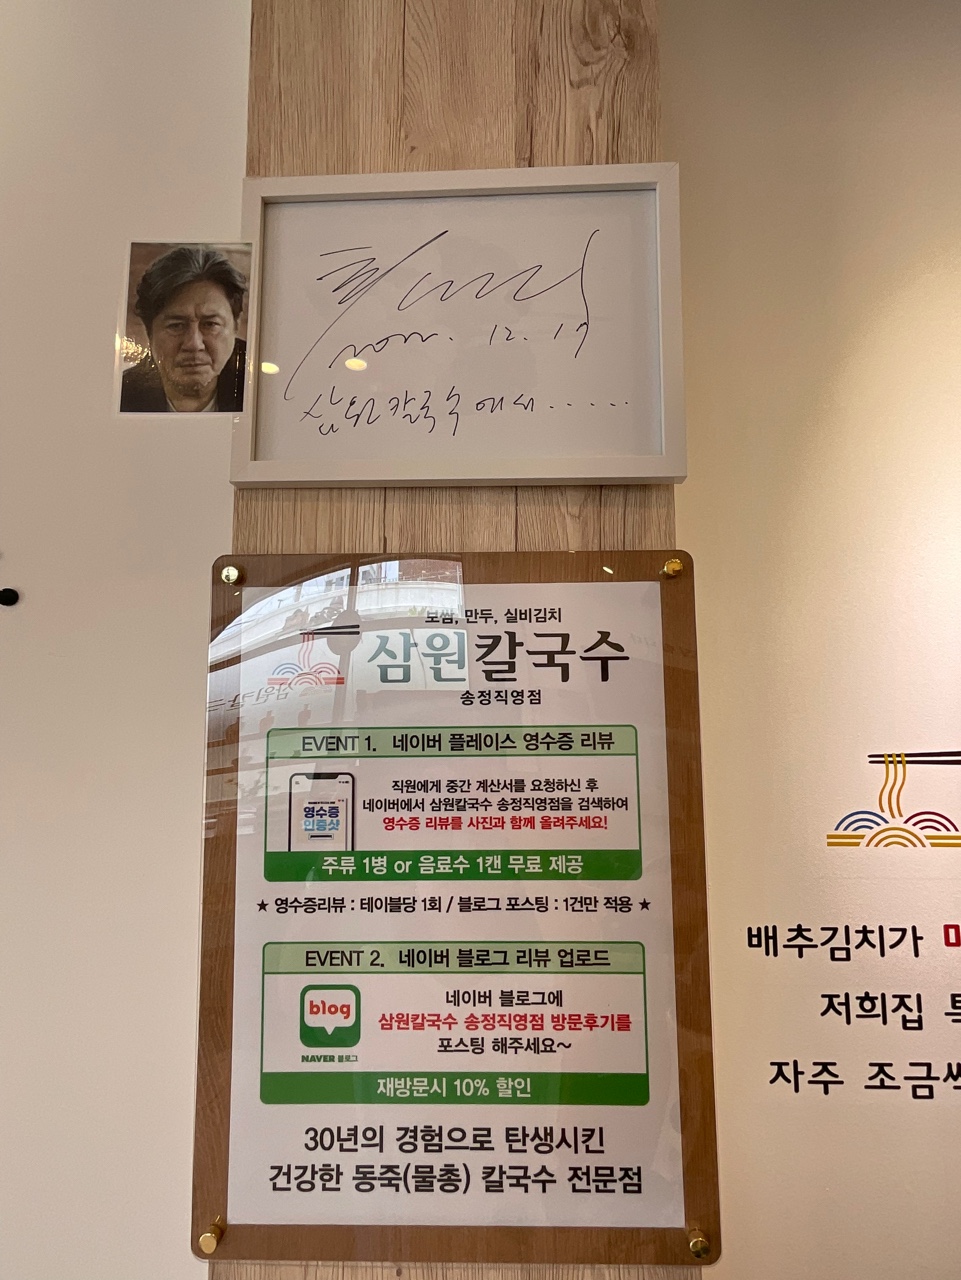 2022. 12. 17
삼원칼국수에서.....
보쌈, 만두, 실비김치
삼원칼국수
송정직영점
EVENT 1. 네이버 플레이스 영수증 리뷰
영수증
인증샷
직원에게 중간 계산서를 요청하신 후
네이버에서 삼원칼국수 송정직영점을 검색하여
영수증 리뷰를 사진과 함께 올려주세요!
주류 1병 or 음료수 1캔 무료 제공
★ 영수증리뷰 : 테이블당 1회 / 블로그 포스팅 : 1건만 적용 ★
EVENT 2. 네이버 블로그 리뷰 업로드
blog
NAVER 블로그
네이버 블로그에
삼원칼국수 송정직영점 방문후기를
포스팅 해주세요~
재방문시 10% 할인
30년의 경험으로 탄생시킨
건강한 동죽(물총) 칼국수 전문점
배추김치가
저희집
자주 조금씩